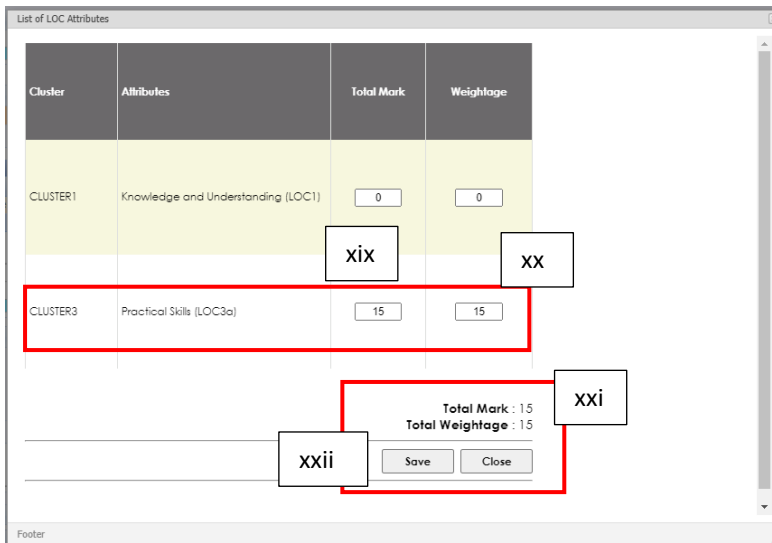 List of LOC Attributes
Cluster Attributes Total Mark Weightage
CLUSTER1 Knowledge and Understanding (LOC1) 0 0
xix
xx
CLUSTER3 Practical Skills (LOC3a) 15 15
Total Mark : 15
Total Weightage : 15
xxi
xxii
Save Close
Footer